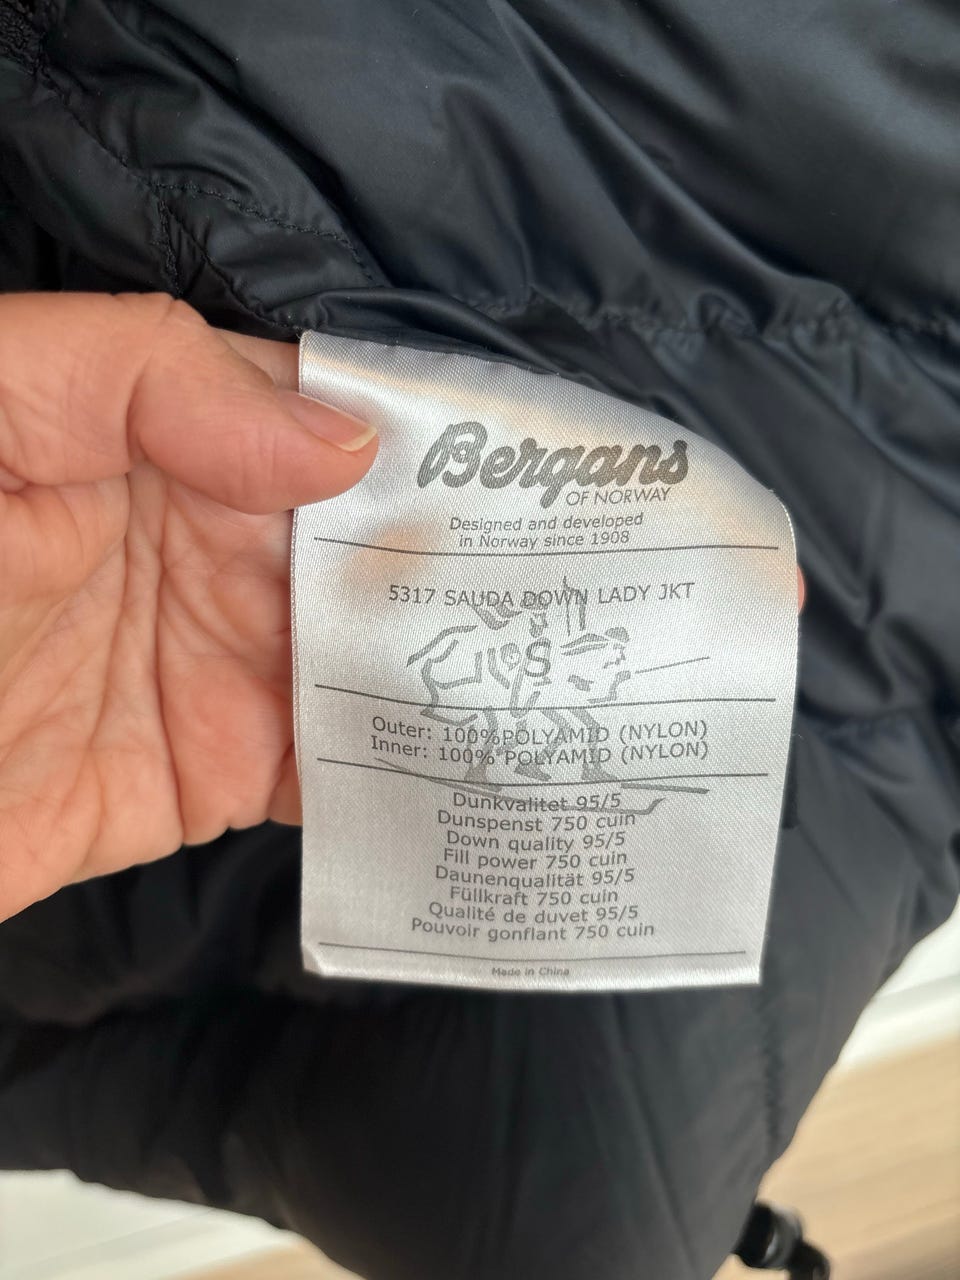 Bergans
OF NORWAY
Designed and developed
in Norway since 1908
5317 SAUDA DOWN LADY JKT
S
Outer: 100%POLYAMID (NYLON)
Inner: 100% POLYAMID (NYLON)
Dunkvalitet 95/5
Dunspenst 750 cuin
Down quality 95/5
Fill power 750 cuin
Daunenqualität 95/5
Füllkraft 750 cuin
Qualité de duvet 95/5
Pouvoir gonflant 750 cuin
Made in China